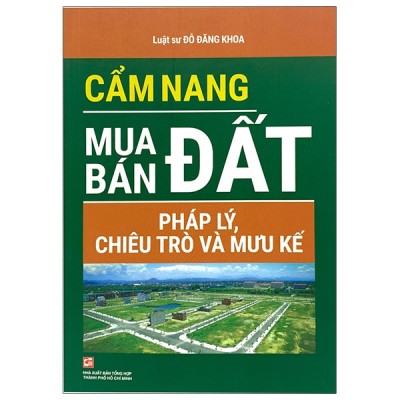 Luật sư ĐỖ ĐĂNG KHOA
CẨM NANG
MUA
BÁN
ĐẤT
PHÁP LÝ,
CHIÊU TRÒ VÀ MƯU KẾ
NHÀ XUẤT BẢN TỔNG HỢP
THÀNH PHỐ HỒ CHÍ MINH